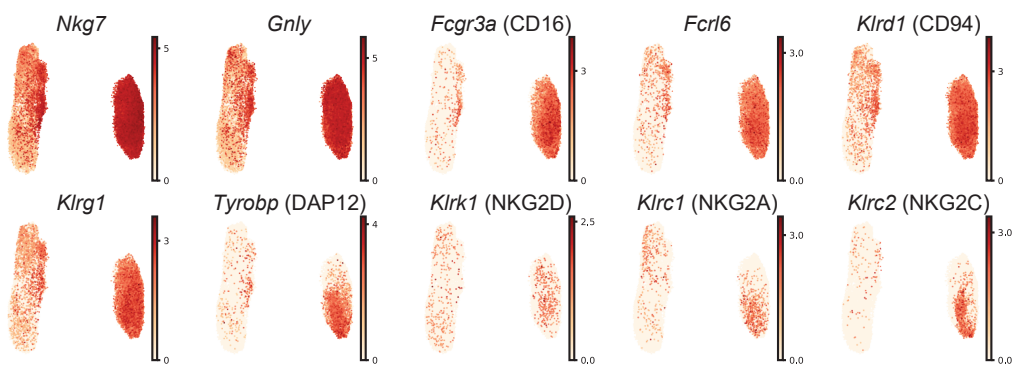 Nkg7 Gnly Fcgr3a (CD16) Fcrl6 Klrd1 (CD94)
5 5 3 3.0 3
0 0 0 0.0 0
Klrg1 Tyrobp (DAP12) Klrk1 (NKG2D) Klrc1 (NKG2A) Klrc2 (NKG2C)
3 4 2.5 3.0 3.0
0 0 0.0 0.0 0.0